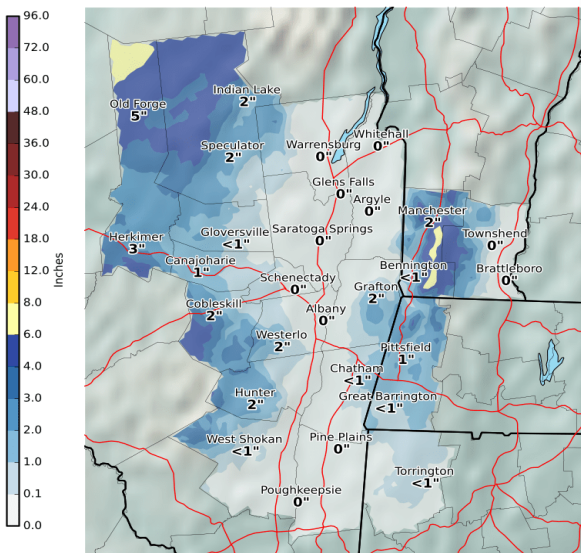 96.0
72.0
60.0
48.0
36.0
30.0
24.0
18.0
12.0
8.0
6.0
4.0
3.0
2.0
1.0
0.1
0.0
Inches
Old Forge
5"
Indian Lake
2"
Speculator
2"
Warrensburg
0"
Whitehall
0"
Glens Falls
0"
Argyle
0"
Manchester
2"
Townshend
0"
Herkimer
3"
Gloversville
<1"
Saratoga Springs
0"
Canajoharie
1"
Schenectady
0"
Bennington
<1"
Brattleboro
0"
Grafton
2"
Cobleskill
2"
Albany
0"
Westerlo
2"
Pittsfield
1"
Chatham
<1"
Hunter
2"
Great Barrington
<1"
West Shokan
<1"
Pine Plains
0"
Torrington
<1"
Poughkeepsie
0"